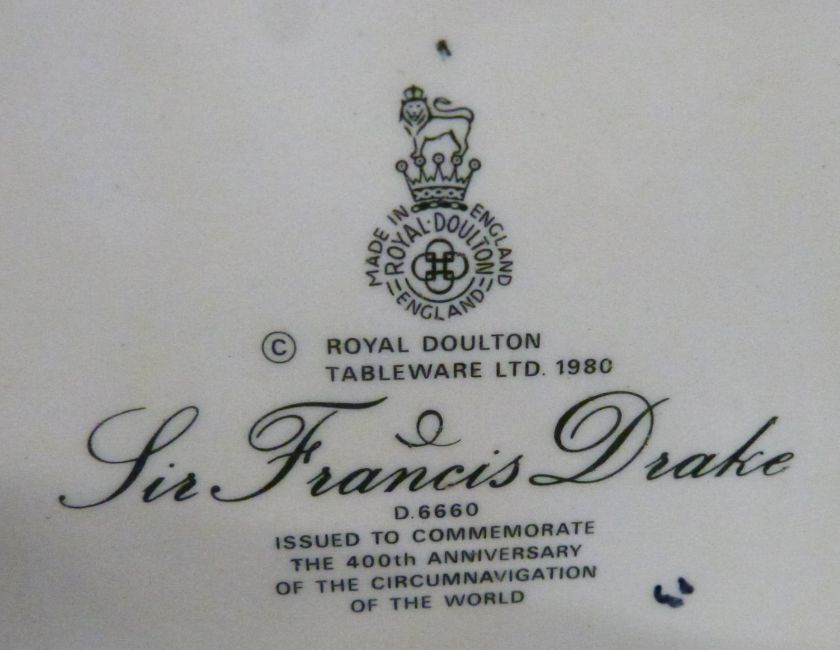 MADE IN ENGLAND
ROYAL·DOULTON
ENGLAND
© ROYAL DOULTON
TABLEWARE LTD. 1980
Sir Francis Drake
D.6660
ISSUED TO COMMEMORATE
THE 400th ANNIVERSARY
OF THE CIRCUMNAVIGATION
OF THE WORLD